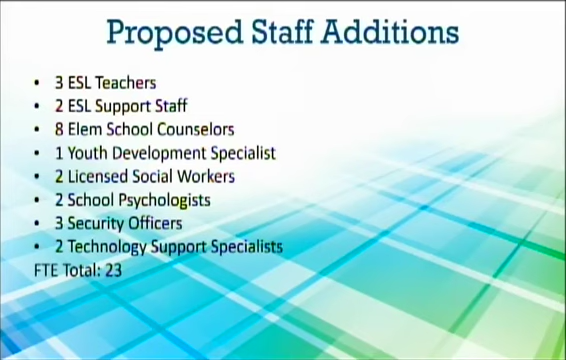 Proposed Staff Additions
• 3 ESL Teachers
• 2 ESL Support Staff
• 8 Elem School Counselors
• 1 Youth Development Specialist
• 2 Licensed Social Workers
• 2 School Psychologists
• 3 Security Officers
• 2 Technology Support Specialists
FTE Total: 23